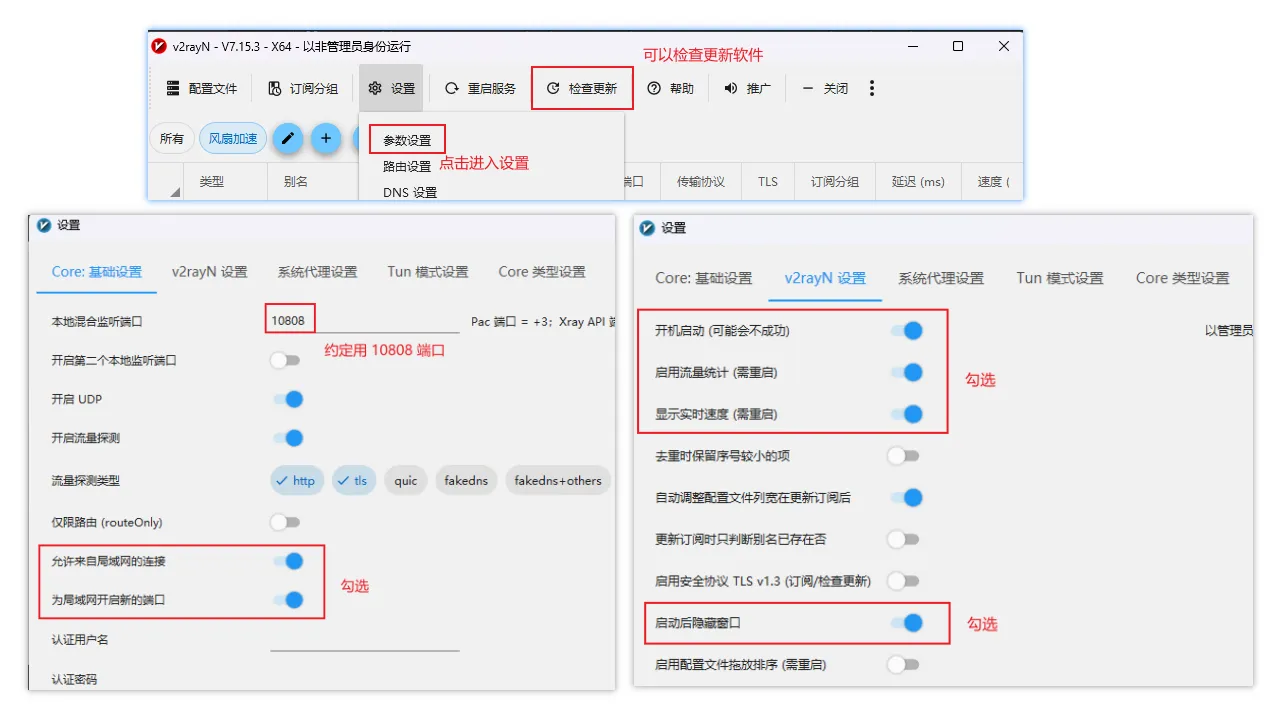 v2rayN - V7.15.3 - X64 - 以非管理员身份运行
可以检查更新软件
配置文件 订阅分组 设置 重启服务 检查更新 帮助 推广 关闭
所有 风扇加速
参数设置
点击进入设置
路由设置
DNS 设置
类型 别名 端口 传输协议 TLS 订阅分组 延迟 (ms) 速度 (
设置
Core: 基础设置 v2rayN 设置 系统代理设置 Tun 模式设置 Core 类型设置
本地混合监听端口 10808 Pac 端口 = +3; Xray API
约定用 10808 端口
开启第二个本地监听端口
开启 UDP
开启流量探测
流量探测类型 http tls quic fakedns fakedns+others
仅限路由 (routeOnly)
允许来自局域网的连接
勾选
为局域网开启新的端口
认证用户名
认证密码
设置
Core: 基础设置 v2rayN 设置 系统代理设置 Tun 模式设置 Core 类型设置
开机启动 (可能会不成功) 以管理员
启用流量统计 (需重启)
勾选
显示实时速度 (需重启)
去重时保留序号较小的项
自动调整配置文件列宽在更新订阅后
更新订阅时只判断别名已存在否
启用安全协议 TLS v1.3 (订阅/检查更新)
启动后隐藏窗口
勾选
启用配置文件拖放排序 (需重启)